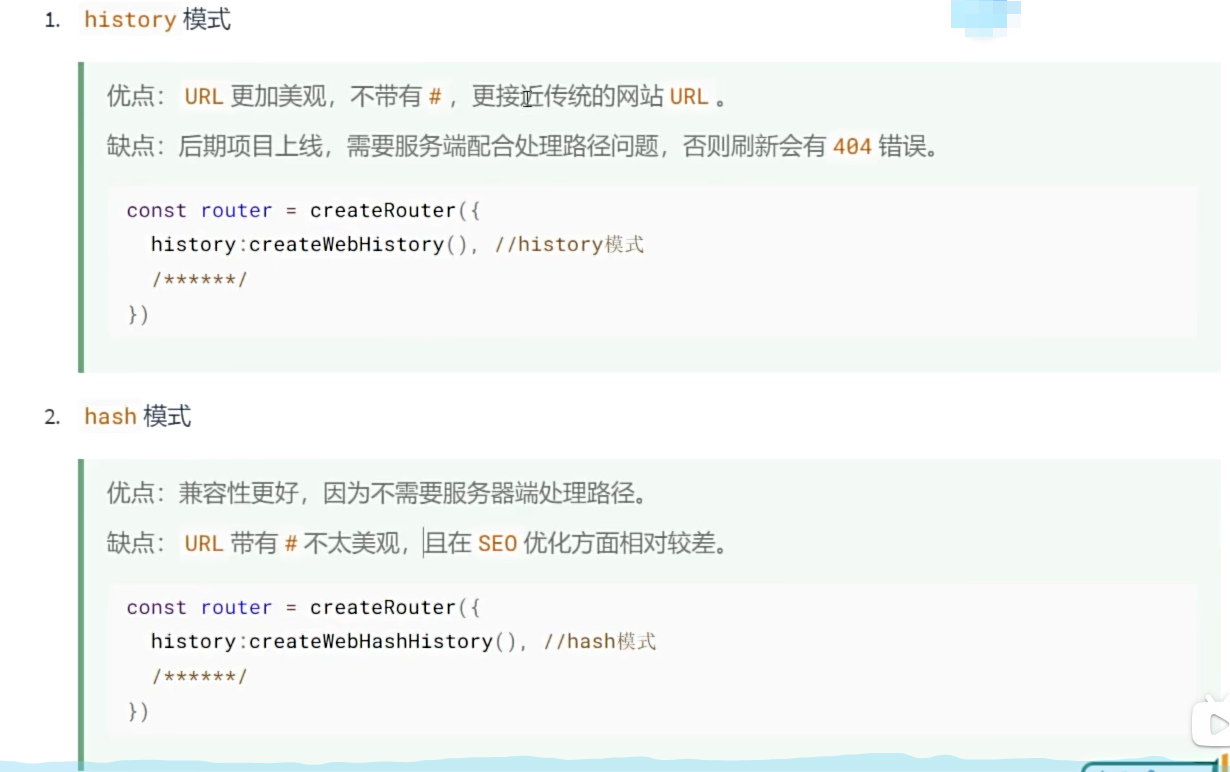 1. history 模式
优点： URL 更加美观，不带有 # ，更接近传统的网站 URL 。
缺点：后期项目上线，需要服务端配合处理路径问题，否则刷新会有 404 错误。
const router = createRouter({
  history:createWebHistory(), //history模式
  /******/
})
2. hash 模式
优点：兼容性更好，因为不需要服务器端处理路径。
缺点： URL 带有 # 不太美观，且在 SEO 优化方面相对较差。
const router = createRouter({
  history:createWebHashHistory(), //hash模式
  /******/
})